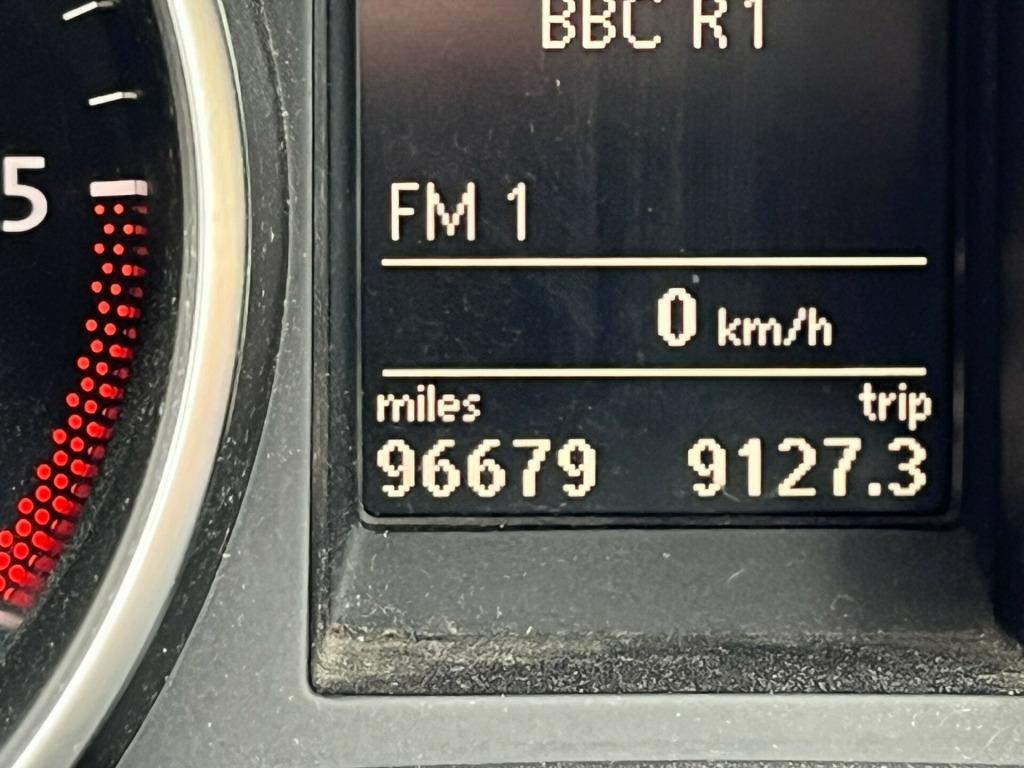 BBC R1
5
FM 1
0 km/h
miles trip
96679 9127.3